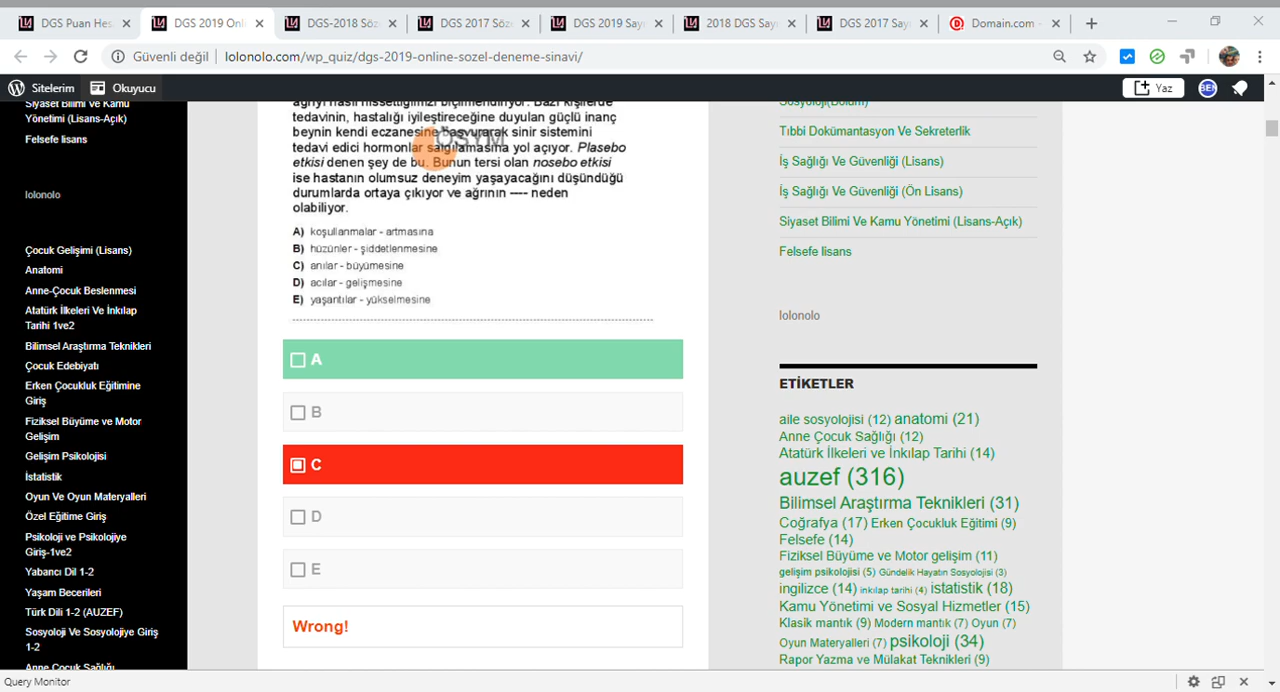 DGS Puan Hes
DGS 2019 Onli
DGS-2018 Söz
DGS 2017 Söz
DGS 2019 Say
2018 DGS Say
DGS 2017 Say
Domain.com -
Güvenli değil
lolonolo.com/wp_quiz/dgs-2019-online-sozel-deneme-sinavi/
Sitelerim
Okuyucu
Yaz
BEN
Siyaset Bilimi ve Kamu
Yönetimi (Lisans-Açık)
Felsefe lisans
lolonolo
Çocuk Gelişimi (Lisans)
Anatomi
Anne-Çocuk Beslenmesi
Atatürk İlkeleri Ve İnkılap
Tarihi 1ve2
Bilimsel Araştırma Teknikleri
Çocuk Edebiyatı
Erken Çocukluk Eğitimine
Giriş
Fiziksel Büyüme ve Motor
Gelişim
Gelişim Psikolojisi
İstatistik
Oyun Ve Oyun Materyalleri
Özel Eğitime Giriş
Psikoloji ve Psikolojiye
Giriş-1ve2
Yabancı Dil 1-2
Yaşam Becerileri
Türk Dili 1-2 (AUZEF)
Sosyoloji Ve Sosyolojiye Giriş
1-2
Anne Çocuk Sağlığı
ağrıyı nasıl hissettiğimizi biçimlendiriyor. Bazı kişilerde
tedavinin, hastalığı iyileştireceğine duyulan güçlü inanç
beynin kendi eczanesine başvurarak sinir sistemini
ÖSYM
tedavi edici hormonlar salgılamasına yol açıyor. Plasebo
etkisi denen şey de bu. Bunun tersi olan nosebo etkisi
ise hastanın olumsuz deneyim yaşayacağını düşündüğü
durumlarda ortaya çıkıyor ve ağrının ---- neden
olabiliyor.
A) koşullanmalar - artmasına
B) hüzünler - şiddetlenmesine
C) anılar - büyümesine
D) acılar - gelişmesine
E) yaşantılar - yükselmesine
A
B
C
D
E
Wrong!
Sosyoloji(Bölüm)
Tıbbi Dokümantasyon Ve Sekreterlik
İş Sağlığı Ve Güvenliği (Lisans)
İş Sağlığı Ve Güvenliği (Ön Lisans)
Siyaset Bilimi Ve Kamu Yönetimi (Lisans-Açık)
Felsefe lisans
lolonolo
ETİKETLER
aile sosyolojisi (12) anatomi (21)
Anne Çocuk Sağlığı (12)
Atatürk İlkeleri ve İnkılap Tarihi (14)
auzef (316)
Bilimsel Araştırma Teknikleri (31)
Coğrafya (17) Erken Çocukluk Eğitimi (9)
Felsefe (14)
Fiziksel Büyüme ve Motor gelişim (11)
gelişim psikolojisi (5) Gündelik Hayatın Sosyolojisi (3)
ingilizce (14) inkılap tarihi (4) istatistik (18)
Kamu Yönetimi ve Sosyal Hizmetler (15)
Klasik mantık (9) Modern mantık (7) Oyun (7)
Oyun Materyalleri (7) psikoloji (34)
Rapor Yazma ve Mülakat Teknikleri (9)
Query Monitor